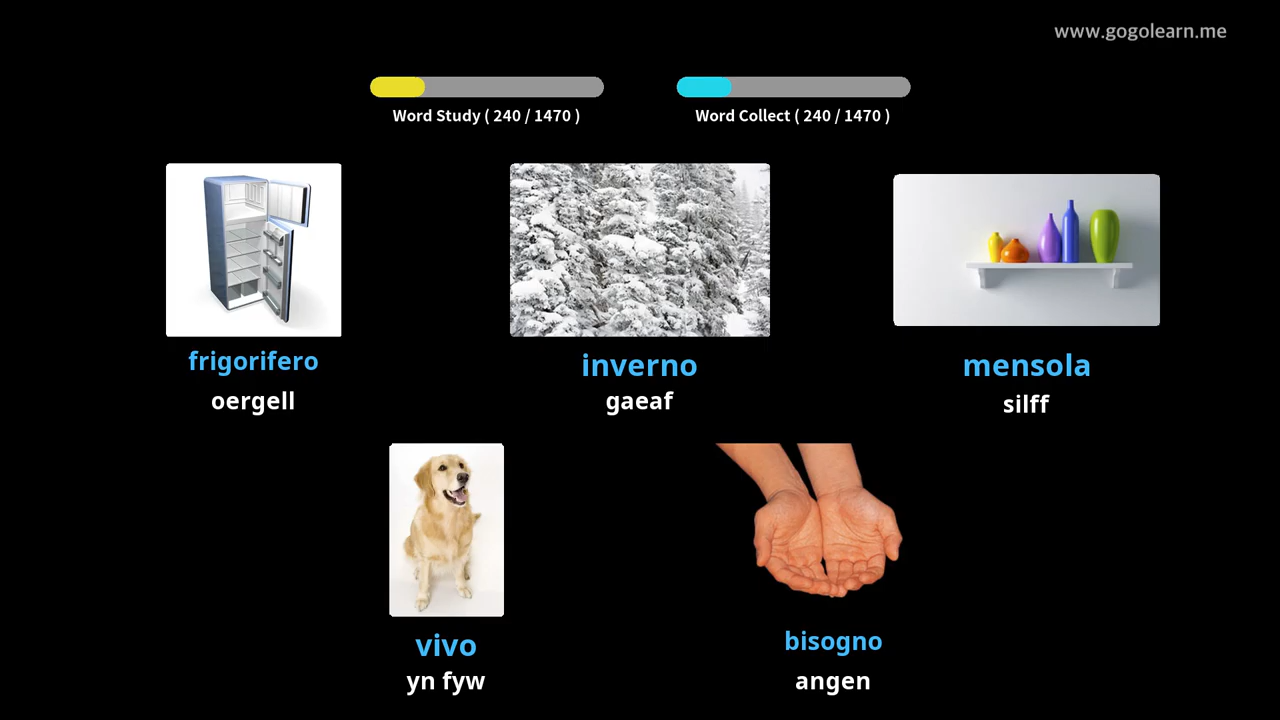 www.gogolearn.me
Word Study ( 240 / 1470 )
Word Collect ( 240 / 1470 )
frigorifero
oergell
inverno
gaeaf
mensola
silff
vivo
yn fyw
bisogno
angen